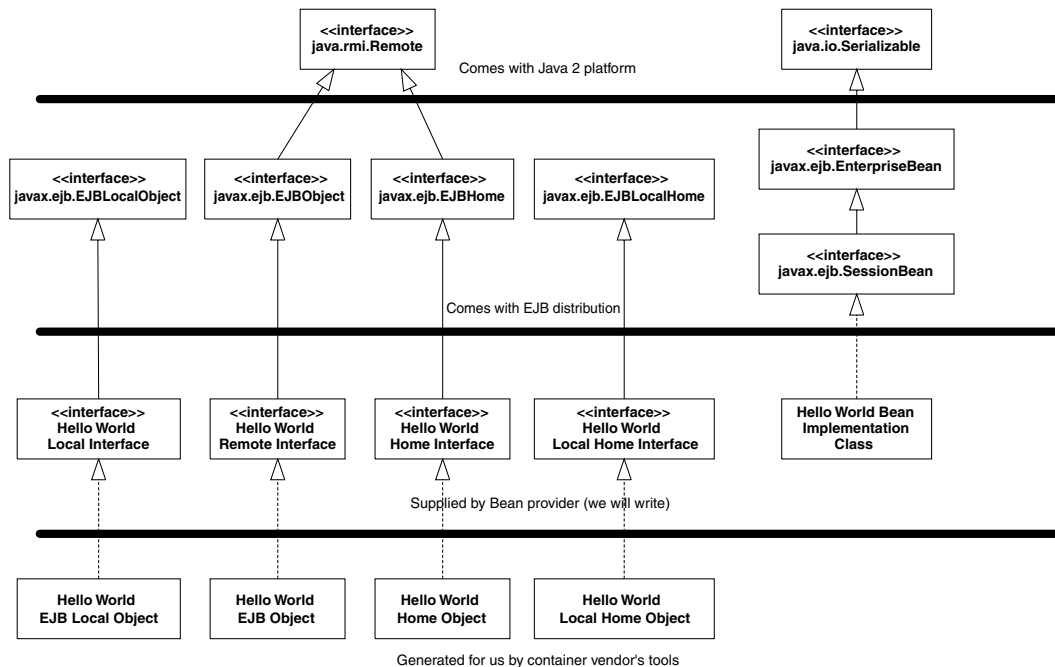 <<interface>>
java.rmi.Remote
<<interface>>
java.io.Serializable
Comes with Java 2 platform
<<interface>>
javax.ejb.EJBLocalObject
<<interface>>
javax.ejb.EJBObject
<<interface>>
javax.ejb.EJBHome
<<interface>>
javax.ejb.EJBLocalHome
<<interface>>
javax.ejb.EnterpriseBean
<<interface>>
javax.ejb.SessionBean
Comes with EJB distribution
<<interface>>
Hello World
Local Interface
<<interface>>
Hello World
Remote Interface
<<interface>>
Hello World
Home Interface
<<interface>>
Hello World
Local Home Interface
Hello World Bean
Implementation
Class
Supplied by Bean provider (we will write)
Hello World
EJB Local Object
Hello World
EJB Object
Hello World
Home Object
Hello World
Local Home Object
Generated for us by container vendor's tools